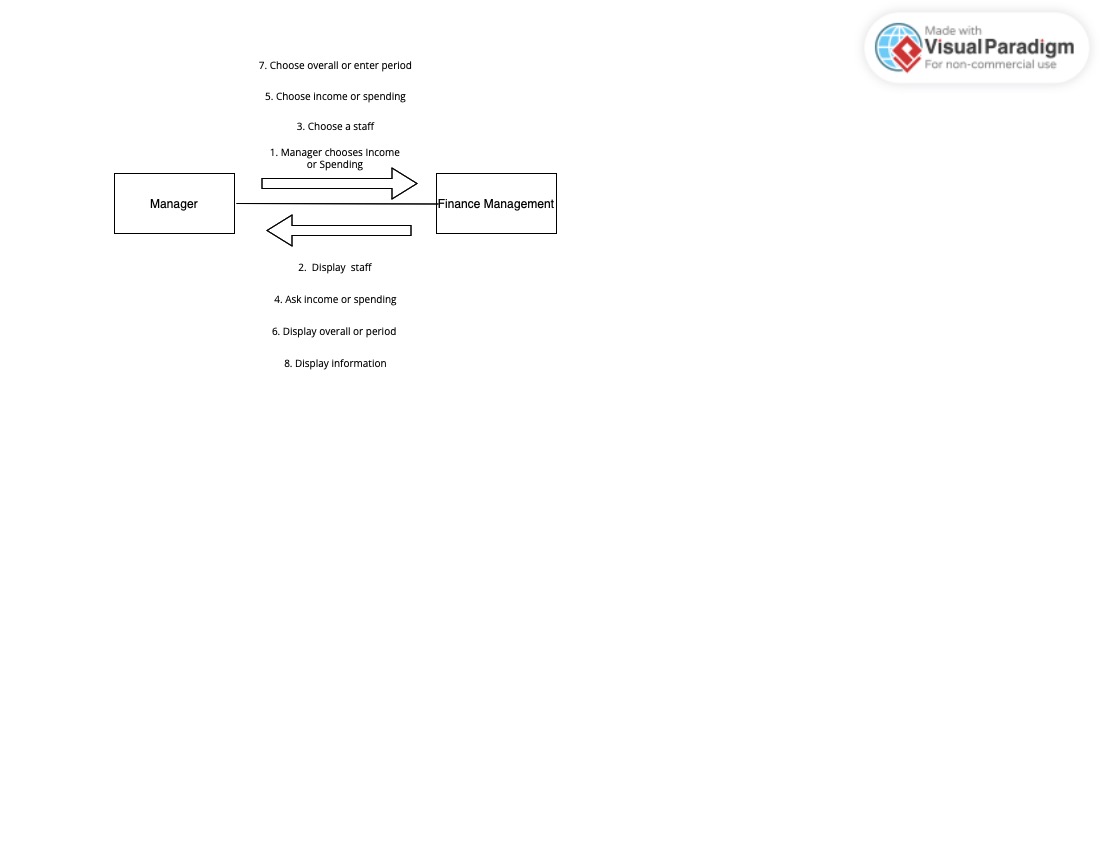 Made with
Visual Paradigm
For non-commercial use
7. Choose overall or enter period
5. Choose income or spending
3. Choose a staff
1. Manager chooses Income
or Spending
Manager
Finance Management
2. Display staff
4. Ask income or spending
6. Display overall or period
8. Display information